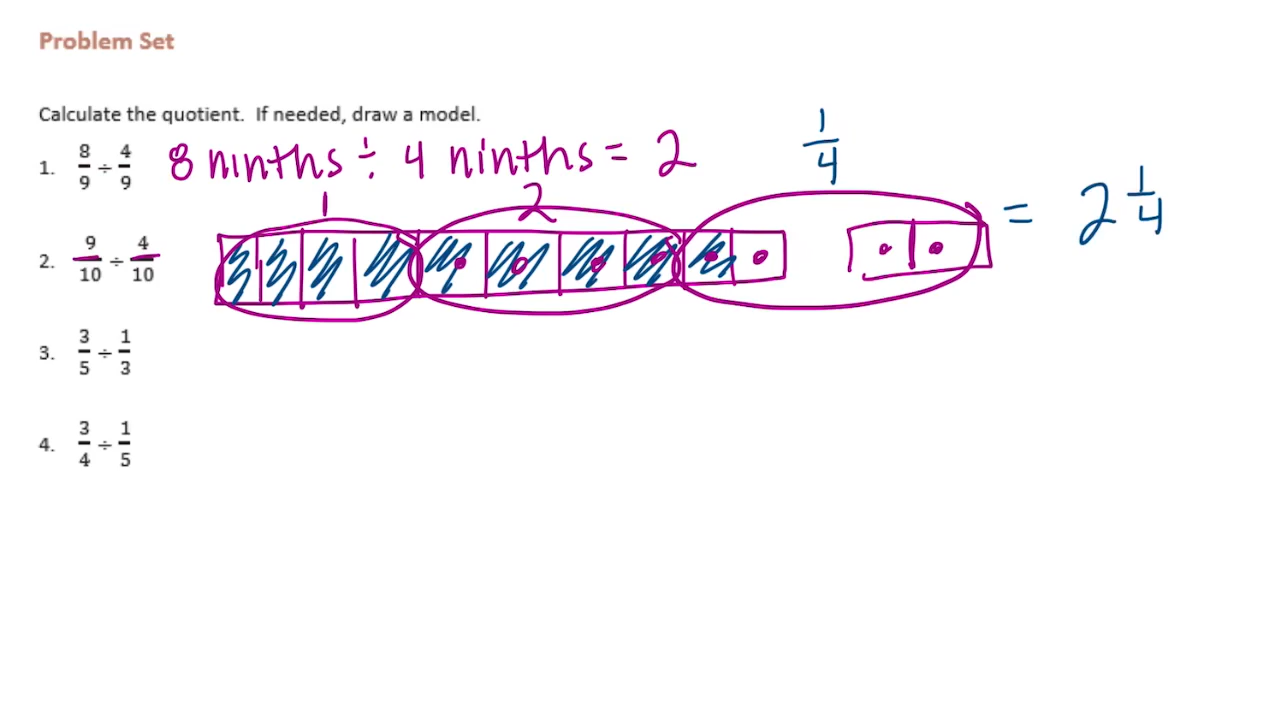 Problem Set
Calculate the quotient. If needed, draw a model.
1. 8/9 ÷ 4/9 8 ninths ÷ 4 ninths = 2
1/4
1 2
2. 9/10 ÷ 4/10 = 2 1/4
3. 3/5 ÷ 1/3
4. 3/4 ÷ 1/5